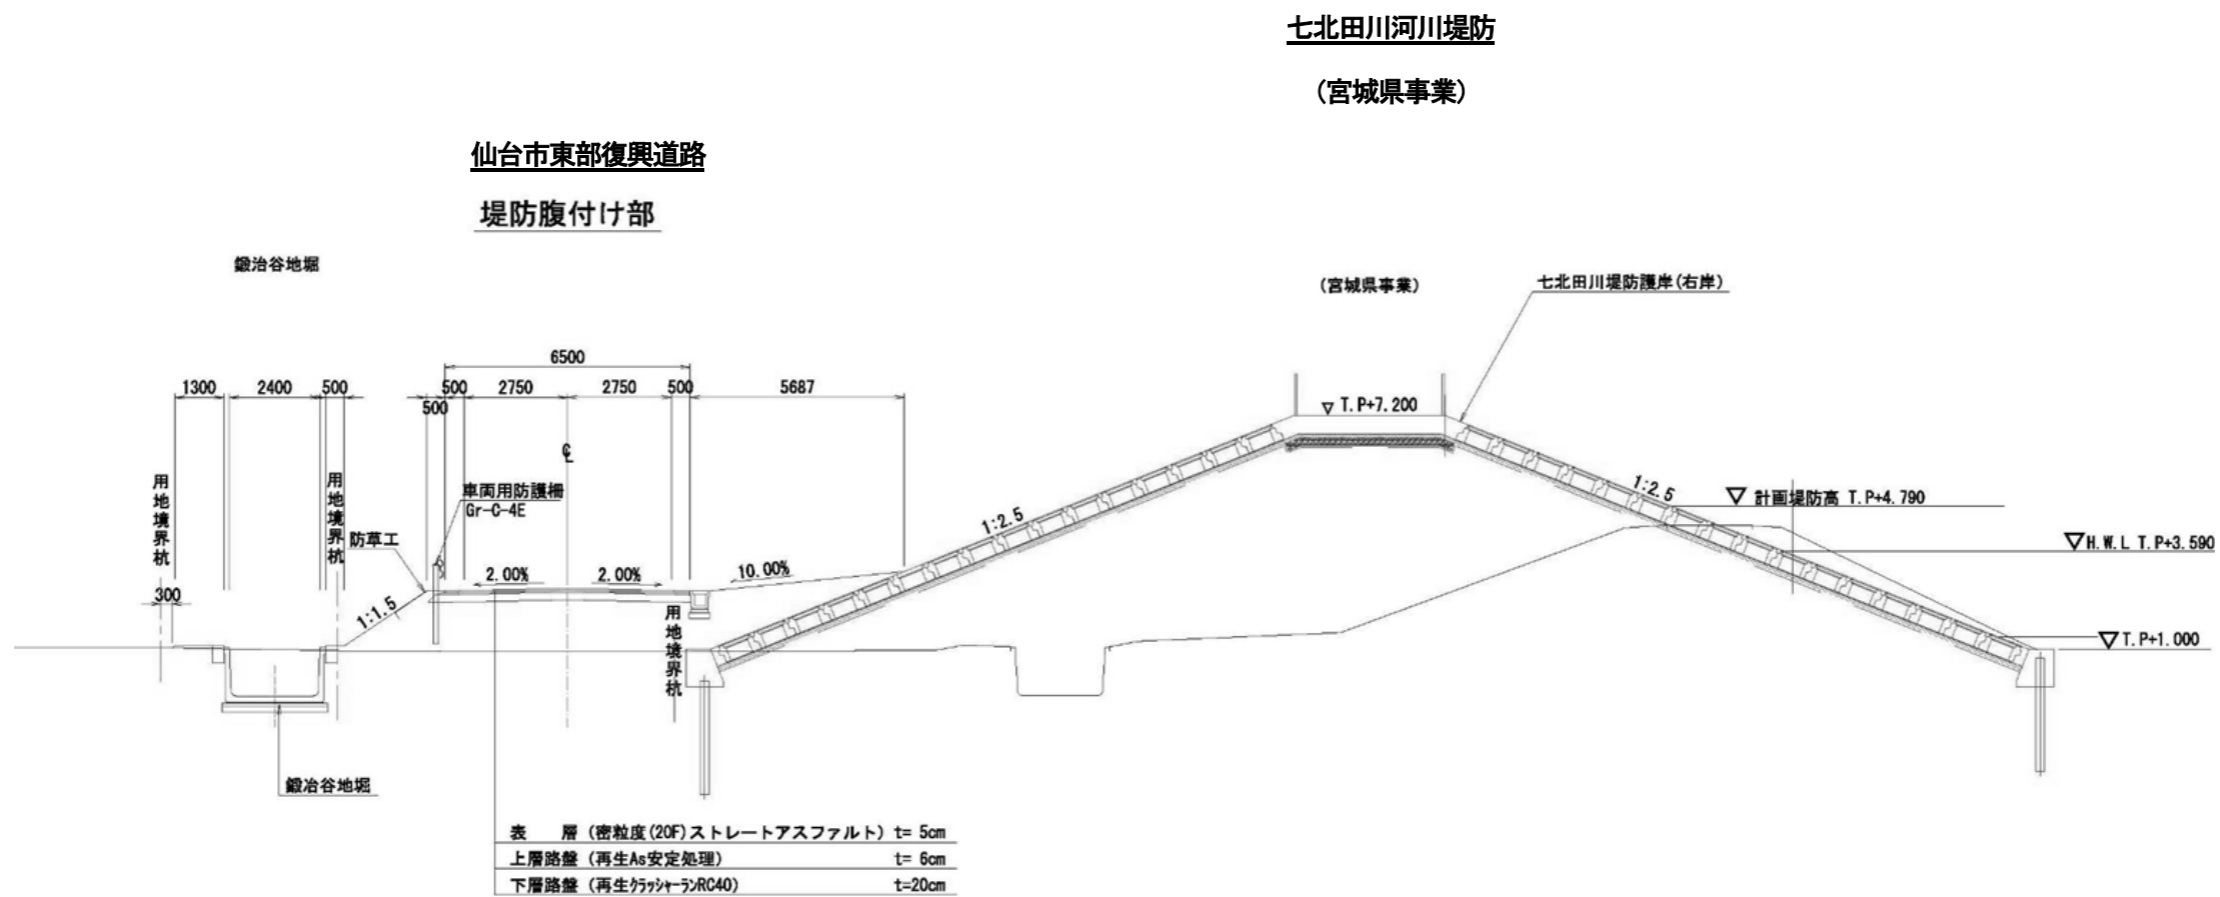 七北田川河川堤防
（宮城県事業）
仙台市東部復興道路
堤防腹付け部
鍛治谷地堀
（宮城県事業）
七北田川堤防護岸(右岸)
6500
1300
2400
500
500
2750
2750
500
5687
500
T.P+7.200
℄
用地境界杭
用地境界杭
車両用防護柵
Gr-C-4E
防草工
1:2.5
1:2.5
計画堤防高 T.P+4.790
H.W.L T.P+3.590
2.00%
2.00%
10.00%
300
1:1.5
用地境界杭
T.P+1.000
鍛冶谷地堀
表　層（密粒度(20F)ストレートアスファルト）t= 5cm
上層路盤（再生As安定処理） t= 6cm
下層路盤（再生ｸﾗｯｼｬｰﾗﾝRC40） t=20cm